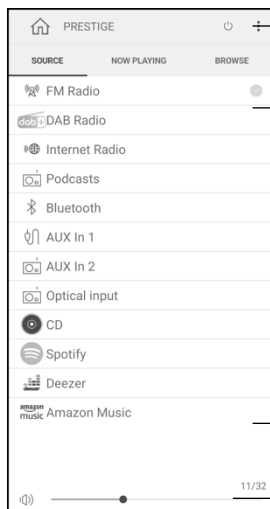 PRESTIGE
SOURCE NOW PLAYING BROWSE
FM Radio
dab+ DAB Radio
Internet Radio
Podcasts
Bluetooth
AUX In 1
AUX In 2
Optical input
CD
Spotify
deezer Deezer
amazon music Amazon Music
11/32